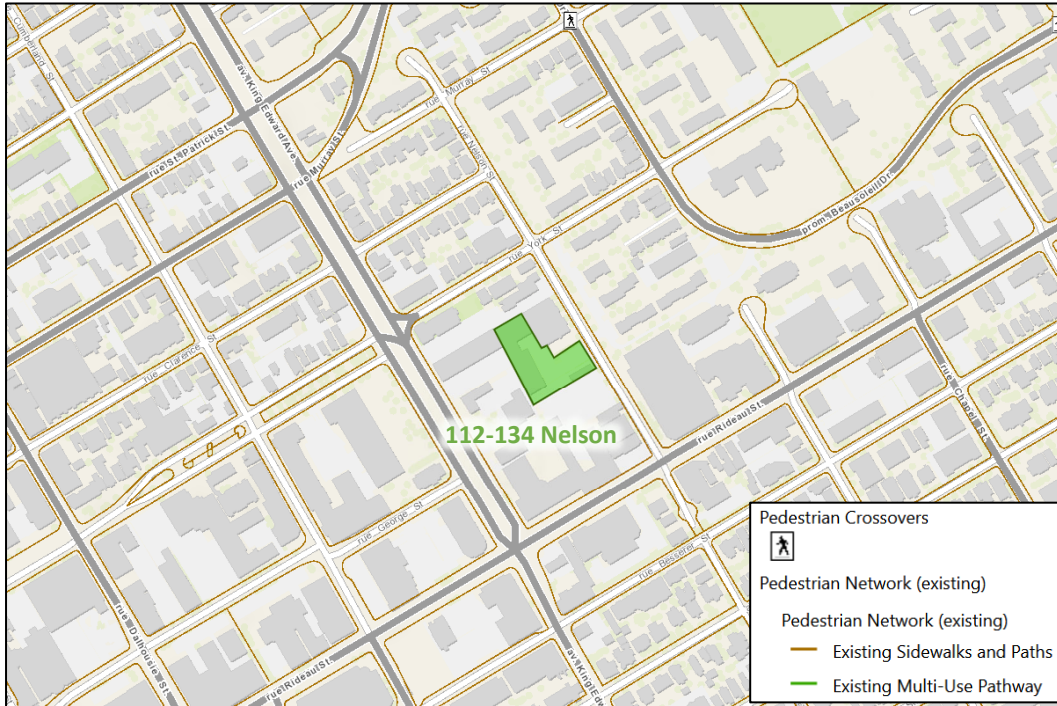 Cumberland St
av. King Edward Ave.
rue Murray St
rue St. Patrick St.
rue Murray St.
rue Nelson St
prom. Beausoleil Dr.
rue York St
rue Clarence St
rue Chapel St.
112-134 Nelson
rue Rideau St.
rue George St
rue Besserer St
rue Dalhousie St.
rue Rideau St.
av. King Edw
Pedestrian Crossovers
Pedestrian Network (existing)
Pedestrian Network (existing)
Existing Sidewalks and Paths
Existing Multi-Use Pathway